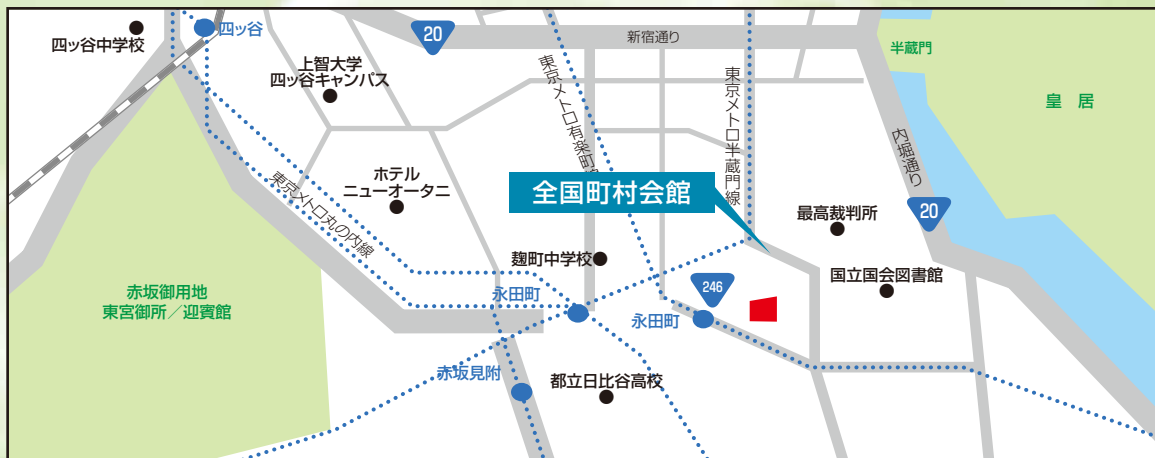 四ッ谷中学校
四ッ谷
20
新宿通り
半蔵門
上智大学
四ッ谷キャンパス
皇 居
東京メトロ有楽町
東京メトロ半蔵門線
内堀通り
ホテル
ニューオータニ
東京メトロ丸の内線
全国町村会館
最高裁判所
20
麹町中学校
国立国会図書館
246
赤坂御用地
東宮御所／迎賓館
永田町
永田町
赤坂見附
都立日比谷高校